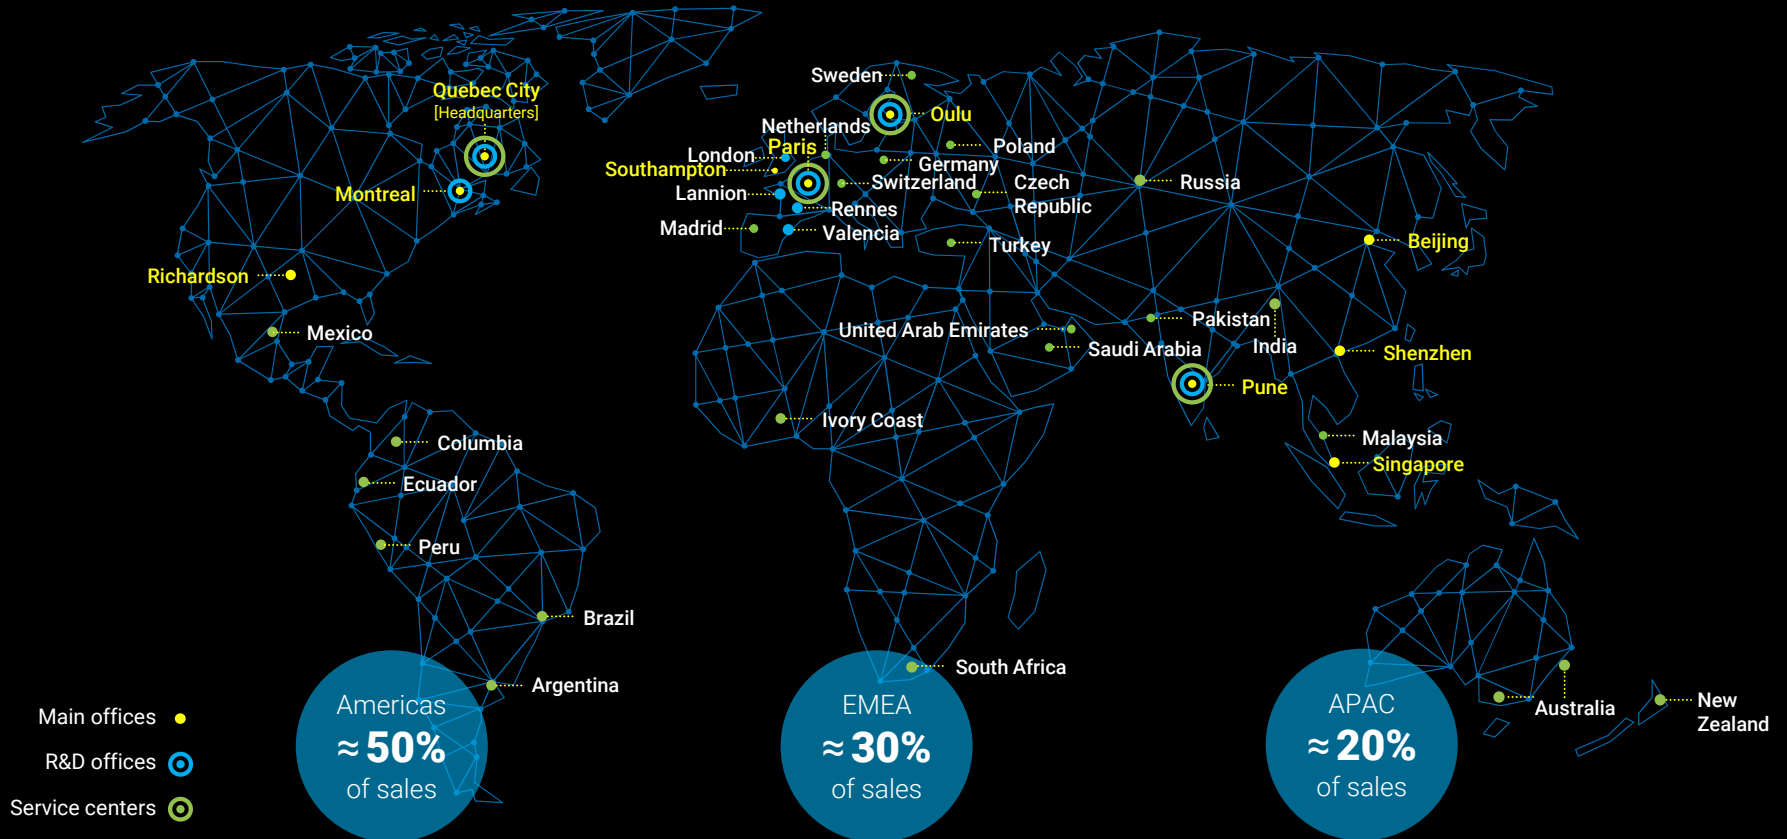 Quebec City
[Headquarters]
Montreal
Richardson
Mexico
Columbia
Ecuador
Peru
Brazil
Argentina
Sweden
Oulu
Netherlands
Paris
London
Southampton
Lannion
Madrid
Poland
Germany
Switzerland
Czech
Republic
Rennes
Valencia
Turkey
Russia
United Arab Emirates
Saudi Arabia
Ivory Coast
South Africa
Pakistan
India
Pune
Beijing
Shenzhen
Malaysia
Singapore
Australia
New
Zealand
Americas
≈ 50%
of sales
EMEA
≈ 30%
of sales
APAC
≈ 20%
of sales
Main offices
R&D offices
Service centers